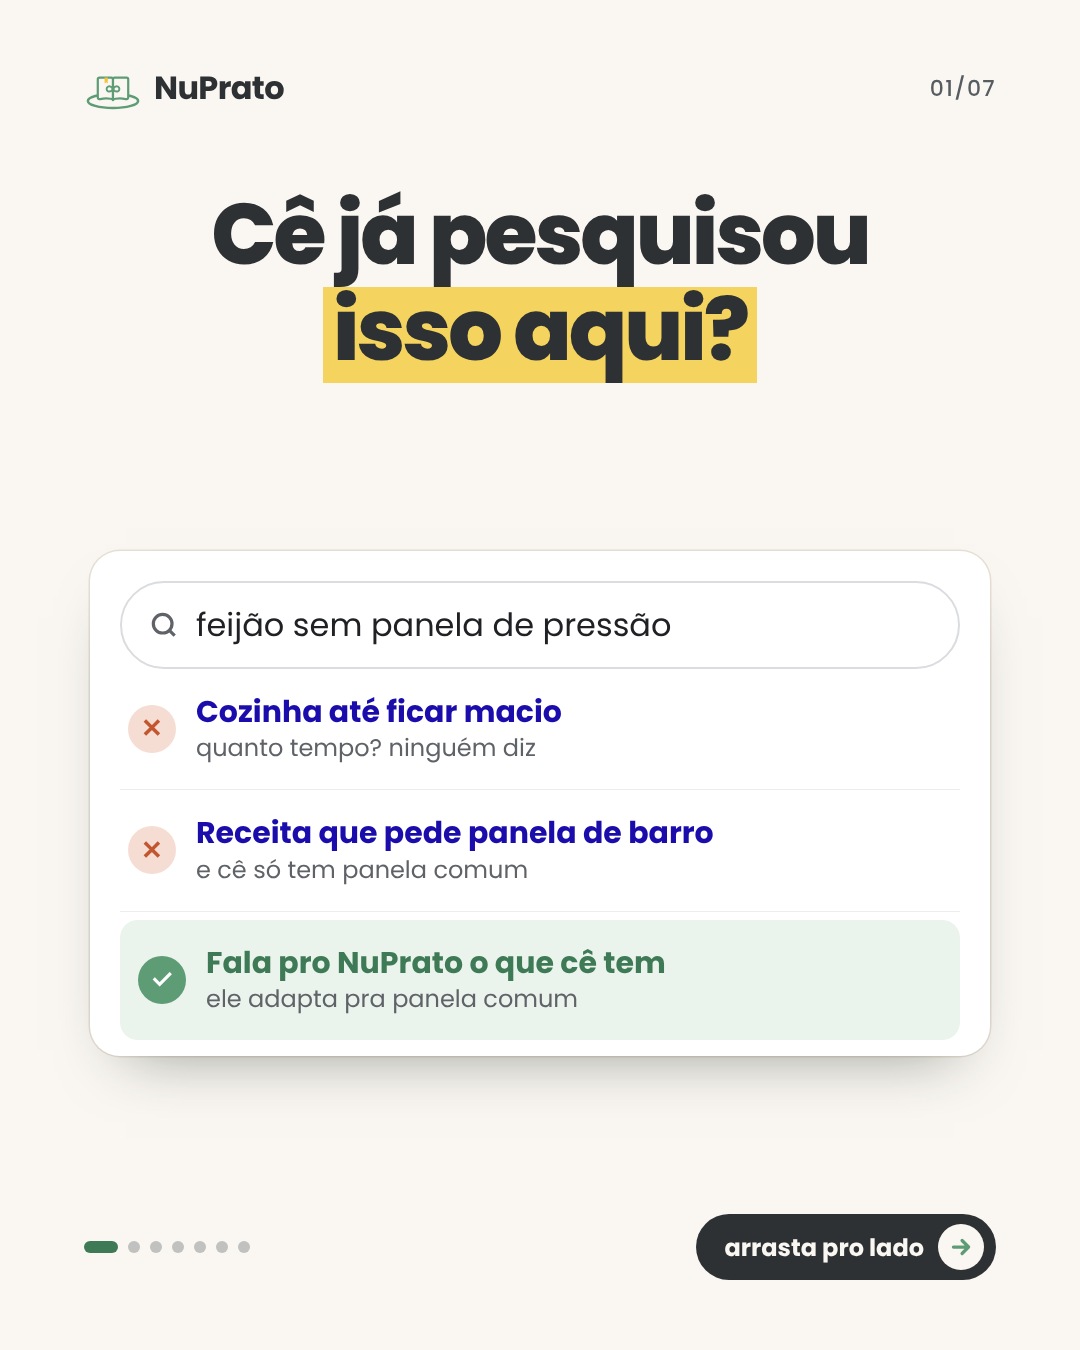 NuPrato
01/07
Cê já pesquisou
isso aqui?
feijão sem panela de pressão
Cozinha até ficar macio
quanto tempo? ninguém diz
Receita que pede panela de barro
e cê só tem panela comum
Fala pro NuPrato o que cê tem
ele adapta pra panela comum
arrasta pro lado